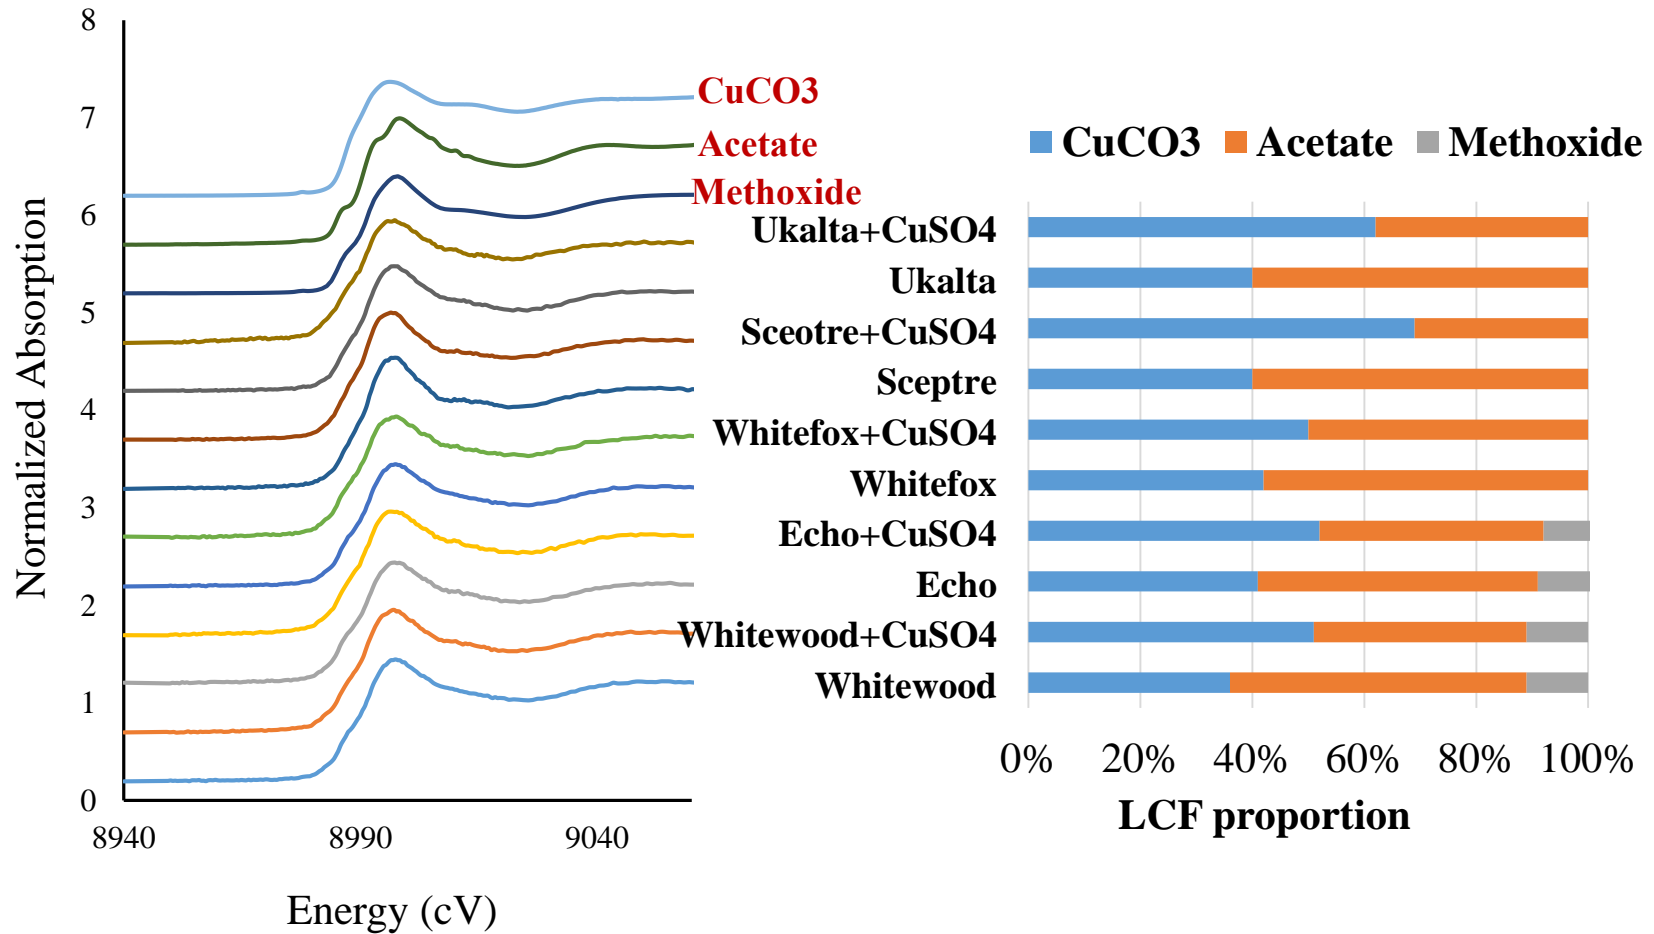 Normalized Absorption
8
7
6
5
4
3
2
1
0
8940
8990
9040
Energy (cV)
CuCO3
Acetate
Methoxide
CuCO3 Acetate Methoxide
Ukalta+CuSO4
Ukalta
Sceotre+CuSO4
Sceptre
Whitefox+CuSO4
Whitefox
Echo+CuSO4
Echo
Whitewood+CuSO4
Whitewood
0% 20% 40% 60% 80% 100%
LCF proportion